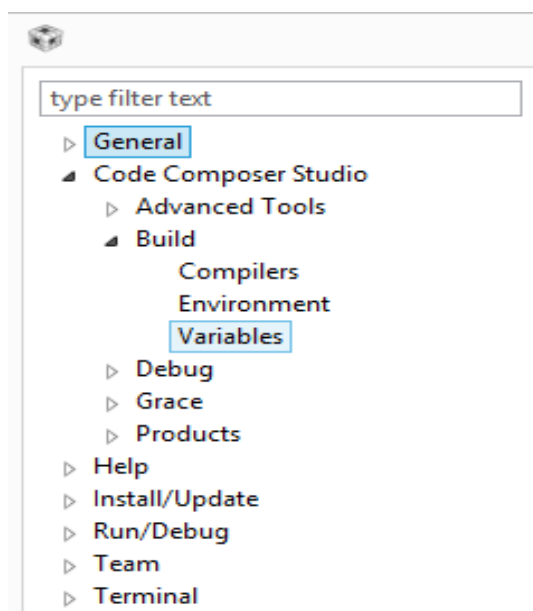 type filter text
General
Code Composer Studio
Advanced Tools
Build
Compilers
Environment
Variables
Debug
Grace
Products
Help
Install/Update
Run/Debug
Team
Terminal